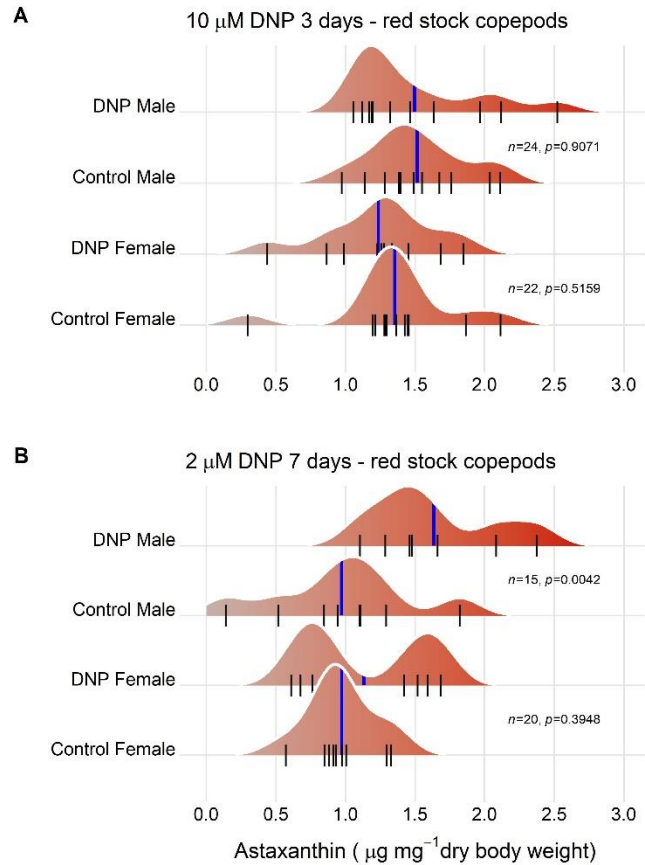 A
10 μM DNP 3 days - red stock copepods
DNP Male
n=24, p=0.9071
Control Male
DNP Female
n=22, p=0.5159
Control Female
0.0 0.5 1.0 1.5 2.0 2.5 3.0
B
2 μM DNP 7 days - red stock copepods
DNP Male
n=15, p=0.0042
Control Male
DNP Female
n=20, p=0.3948
Control Female
0.0 0.5 1.0 1.5 2.0 2.5 3.0
Astaxanthin ( μg mg⁻¹dry body weight)